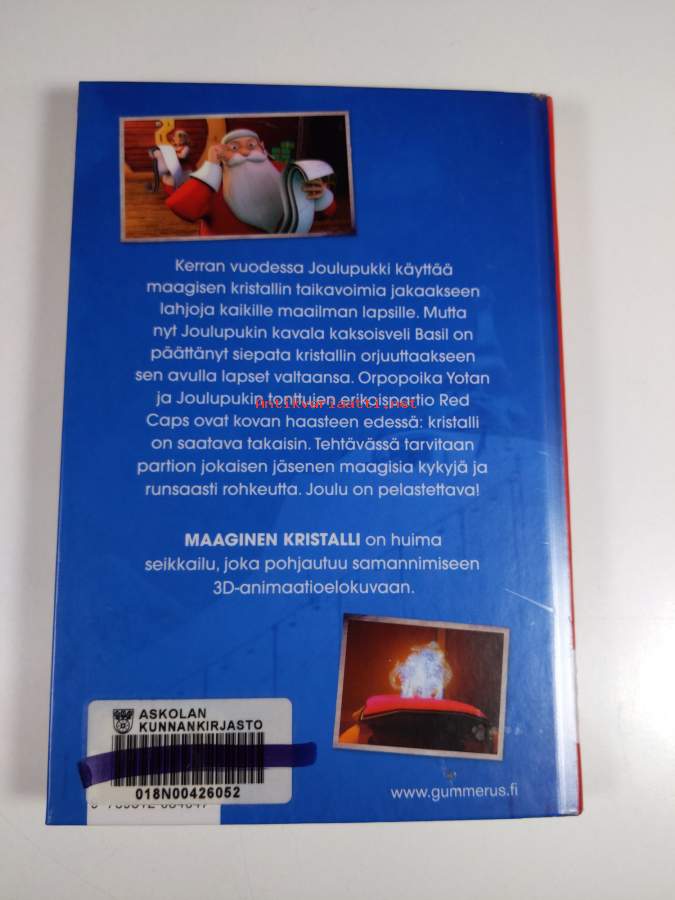 Kerran vuodessa Joulupukki käyttää
maagisen kristallin taikavoimia jakaakseen
lahjoja kaikille maailman lapsille. Mutta
nyt Joulupukin kavala kaksoisveli Basil on
päättänyt siepata kristallin orjuuttaakseen
sen avulla lapset valtaansa. Orpopoika Yotan
Antikvariaatti.net
ja Joulupukin tonttujen erikoispartio Red
Caps ovat kovan haasteen edessä: kristalli
on saatava takaisin. Tehtävässä tarvitaan
partion jokaisen jäsenen maagisia kykyjä ja
runsaasti rohkeutta. Joulu on pelastettava!
MAAGINEN KRISTALLI on huima
seikkailu, joka pohjautuu samannimiseen
3D-animaatioelokuvaan.
ASKOLAN
KUNNANKIRJASTO
018N00426052
www.gummerus.fi